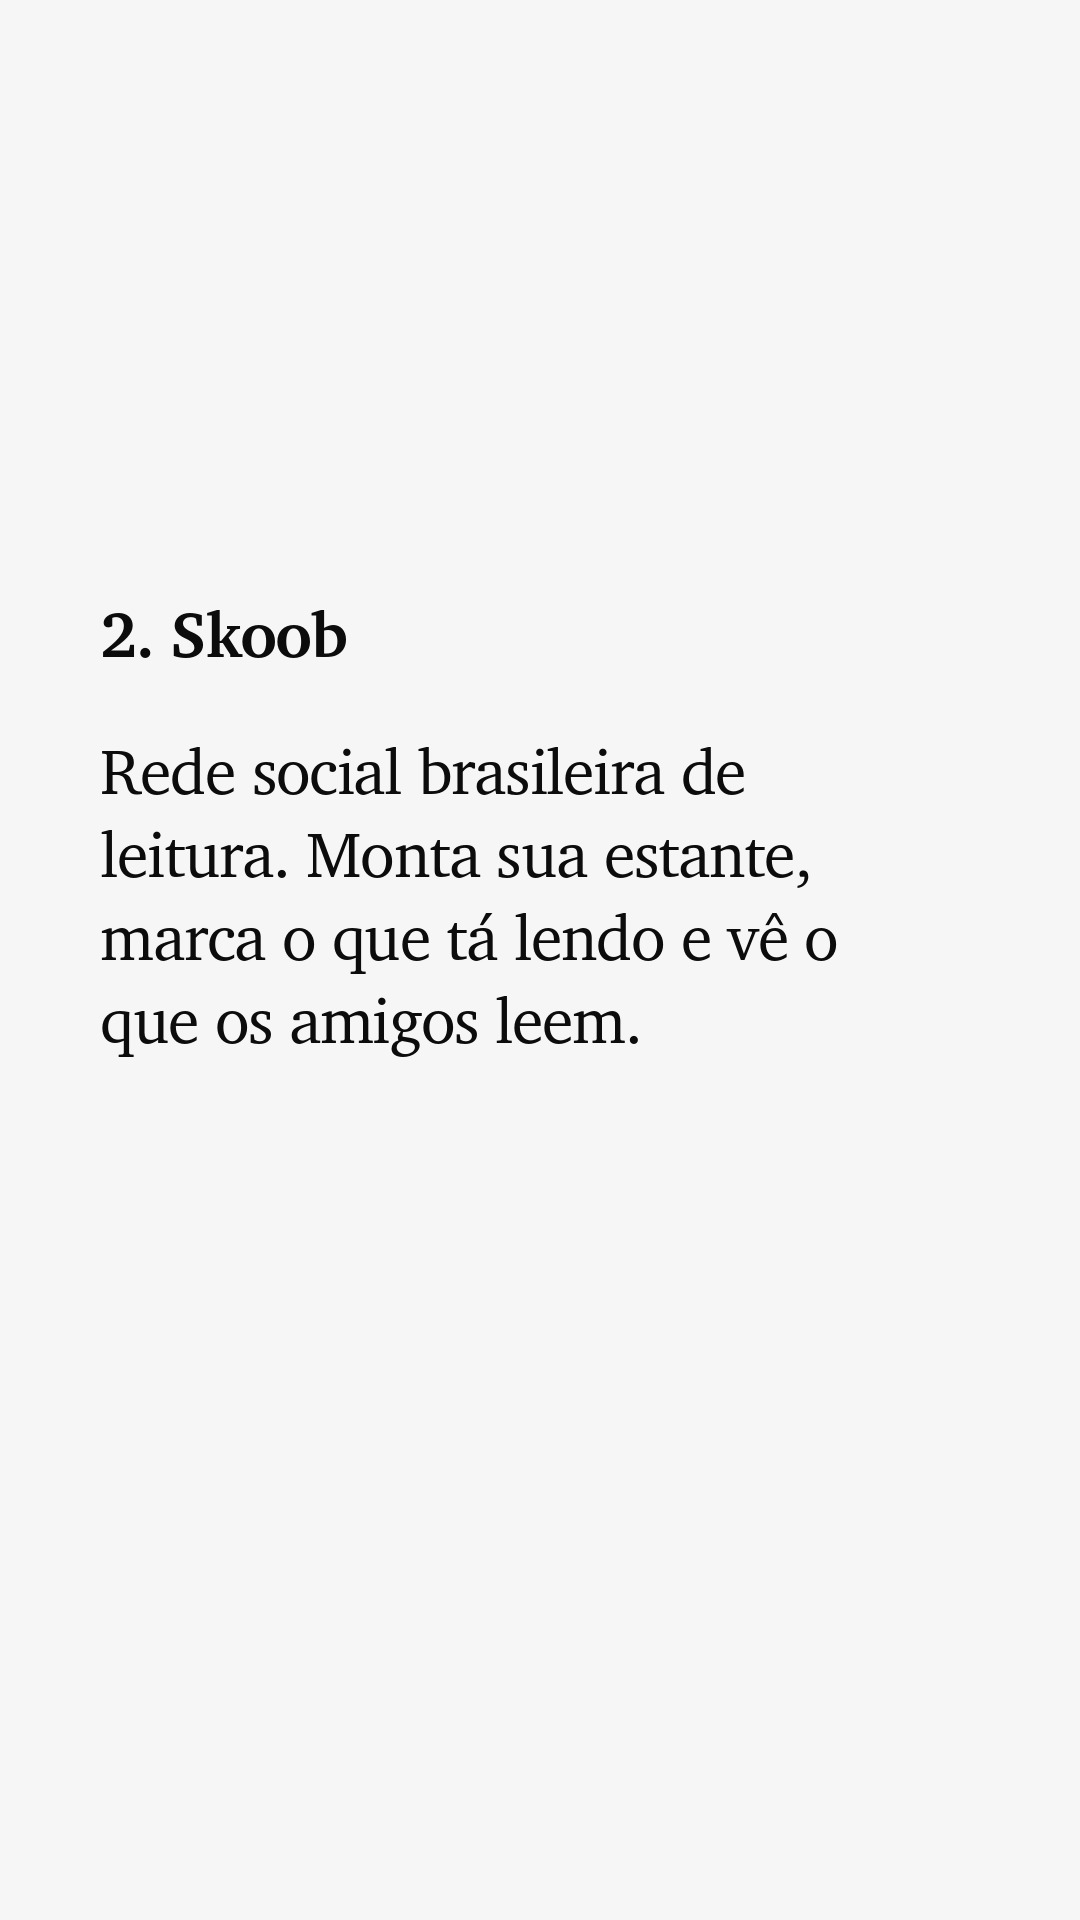 2. Skoob
Rede social brasileira de
leitura. Monta sua estante,
marca o que tá lendo e vê o
que os amigos leem.